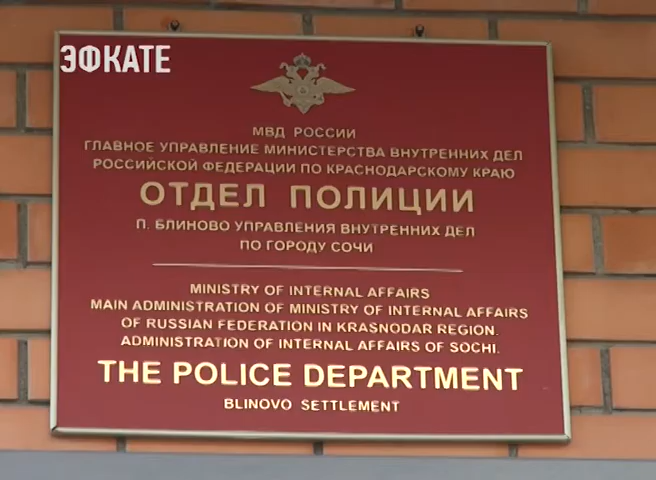 ЭФКАТЕ
МВД РОССИИ
ГЛАВНОЕ УПРАВЛЕНИЕ МИНИСТЕРСТВА ВНУТРЕННИХ ДЕЛ
РОССИЙСКОЙ ФЕДЕРАЦИИ ПО КРАСНОДАРСКОМУ КРАЮ
ОТДЕЛ ПОЛИЦИИ
П. БЛИНОВО УПРАВЛЕНИЯ ВНУТРЕННИХ ДЕЛ
ПО ГОРОДУ СОЧИ
MINISTRY OF INTERNAL AFFAIRS
MAIN ADMINISTRATION OF MINISTRY OF INTERNAL AFFAIRS
OF RUSSIAN FEDERATION IN KRASNODAR REGION.
ADMINISTRATION OF INTERNAL AFFAIRS OF SOCHI.
THE POLICE DEPARTMENT
BLINOVO SETTLEMENT